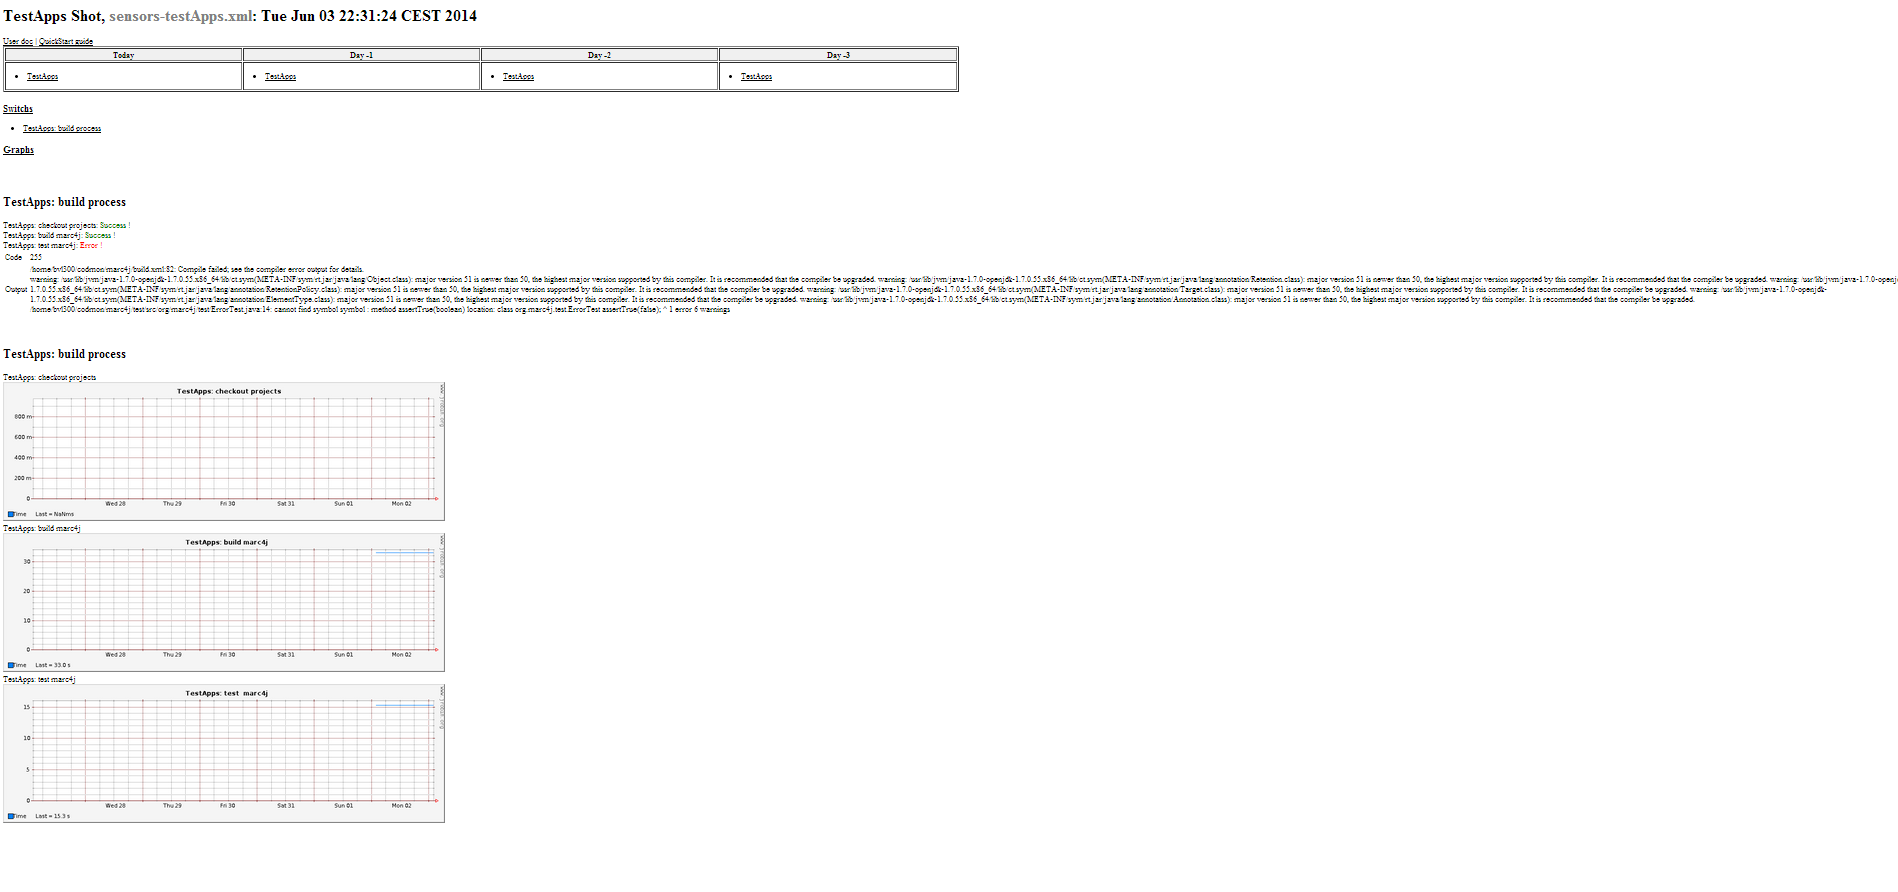 TestApps Shot, sensors-testApps.xml: Tue Jun 03 22:31:24 CEST 2014
User doc | QuickStart guide
Today Day -1 Day -2 Day -3
• TestApps • TestApps • TestApps • TestApps
Switchs
• TestApps: build process
Graphs
TestApps: build process
TestApps: checkout projects: Success !
TestApps: build marc4j: Success !
TestApps: test marc4j: Error !
Code 255
/home/bvl300/codmon/marc4j/build.xml:82: Compile failed; see the compiler error output for details.
warning: /usr/lib/jvm/java-1.7.0-openjdk-1.7.0.55.x86_64/lib/ct.sym(META-INF/sym/rt.jar/java/lang/Object.class): major version 51 is newer than 50, the highest major version supported by this compiler. It is recommended that the compiler be upgraded. warning: /usr/lib/jvm/java-1.7.0-openjdk-1.7.0.55.x86_64/lib/ct.sym(META-INF/sym/rt.jar/java/lang/annotation/Retention.class): major version 51 is newer than 50, the highest major version supported by this compiler. It is recommended that the compiler be upgraded. warning: /usr/lib/jvm/java-1.7.0-openj
Output 1.7.0.55.x86_64/lib/ct.sym(META-INF/sym/rt.jar/java/lang/annotation/RetentionPolicy.class): major version 51 is newer than 50, the highest major version supported by this compiler. It is recommended that the compiler be upgraded. warning: /usr/lib/jvm/java-1.7.0-openjdk-1.7.0.55.x86_64/lib/ct.sym(META-INF/sym/rt.jar/java/lang/annotation/Target.class): major version 51 is newer than 50, the highest major version supported by this compiler. It is recommended that the compiler be upgraded. warning: /usr/lib/jvm/java-1.7.0-openjdk-
1.7.0.55.x86_64/lib/ct.sym(META-INF/sym/rt.jar/java/lang/annotation/ElementType.class): major version 51 is newer than 50, the highest major version supported by this compiler. It is recommended that the compiler be upgraded. warning: /usr/lib/jvm/java-1.7.0-openjdk-1.7.0.55.x86_64/lib/ct.sym(META-INF/sym/rt.jar/java/lang/annotation/Annotation.class): major version 51 is newer than 50, the highest major version supported by this compiler. It is recommended that the compiler be upgraded.
/home/bvl300/codmon/marc4j/test/src/org/marc4j/test/ErrorTest.java:14: cannot find symbol symbol : method assertTrue(boolean) location: class org.marc4j.test.ErrorTest assertTrue(false); ^ 1 error 6 warnings
TestApps: build process
TestApps: checkout projects
TestApps: checkout projects
800 m
600 m
400 m
200 m
0
Wed 28 Thu 29 Fri 30 Sat 31 Sun 01 Mon 02
Time Last = NaNms
TestApps: build marc4j
TestApps: build marc4j
30
20
10
0
Wed 28 Thu 29 Fri 30 Sat 31 Sun 01 Mon 02
Time Last = 33.0 s
TestApps: test marc4j
TestApps: test marc4j
15
10
5
0
Wed 28 Thu 29 Fri 30 Sat 31 Sun 01 Mon 02
Time Last = 15.3 s